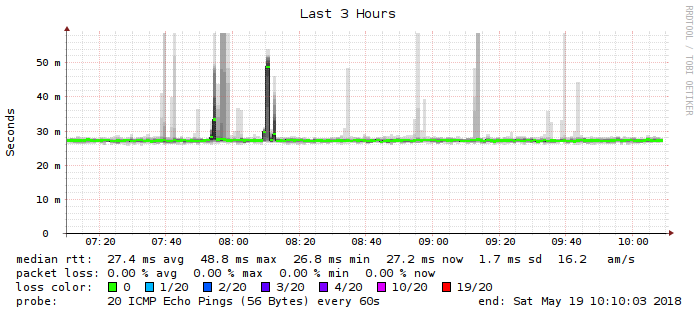 Last 3 Hours
RRDTOOL / TOBI OETIKER
Seconds
50 m
40 m
30 m
20 m
10 m
0
07:20 07:40 08:00 08:20 08:40 09:00 09:20 09:40 10:00
median rtt: 27.4 ms avg 48.8 ms max 26.8 ms min 27.2 ms now 1.7 ms sd 16.2 am/s
packet loss: 0.00 % avg 0.00 % max 0.00 % min 0.00 % now
loss color: 0 1/20 2/20 3/20 4/20 10/20 19/20
probe: 20 ICMP Echo Pings (56 Bytes) every 60s end: Sat May 19 10:10:03 2018